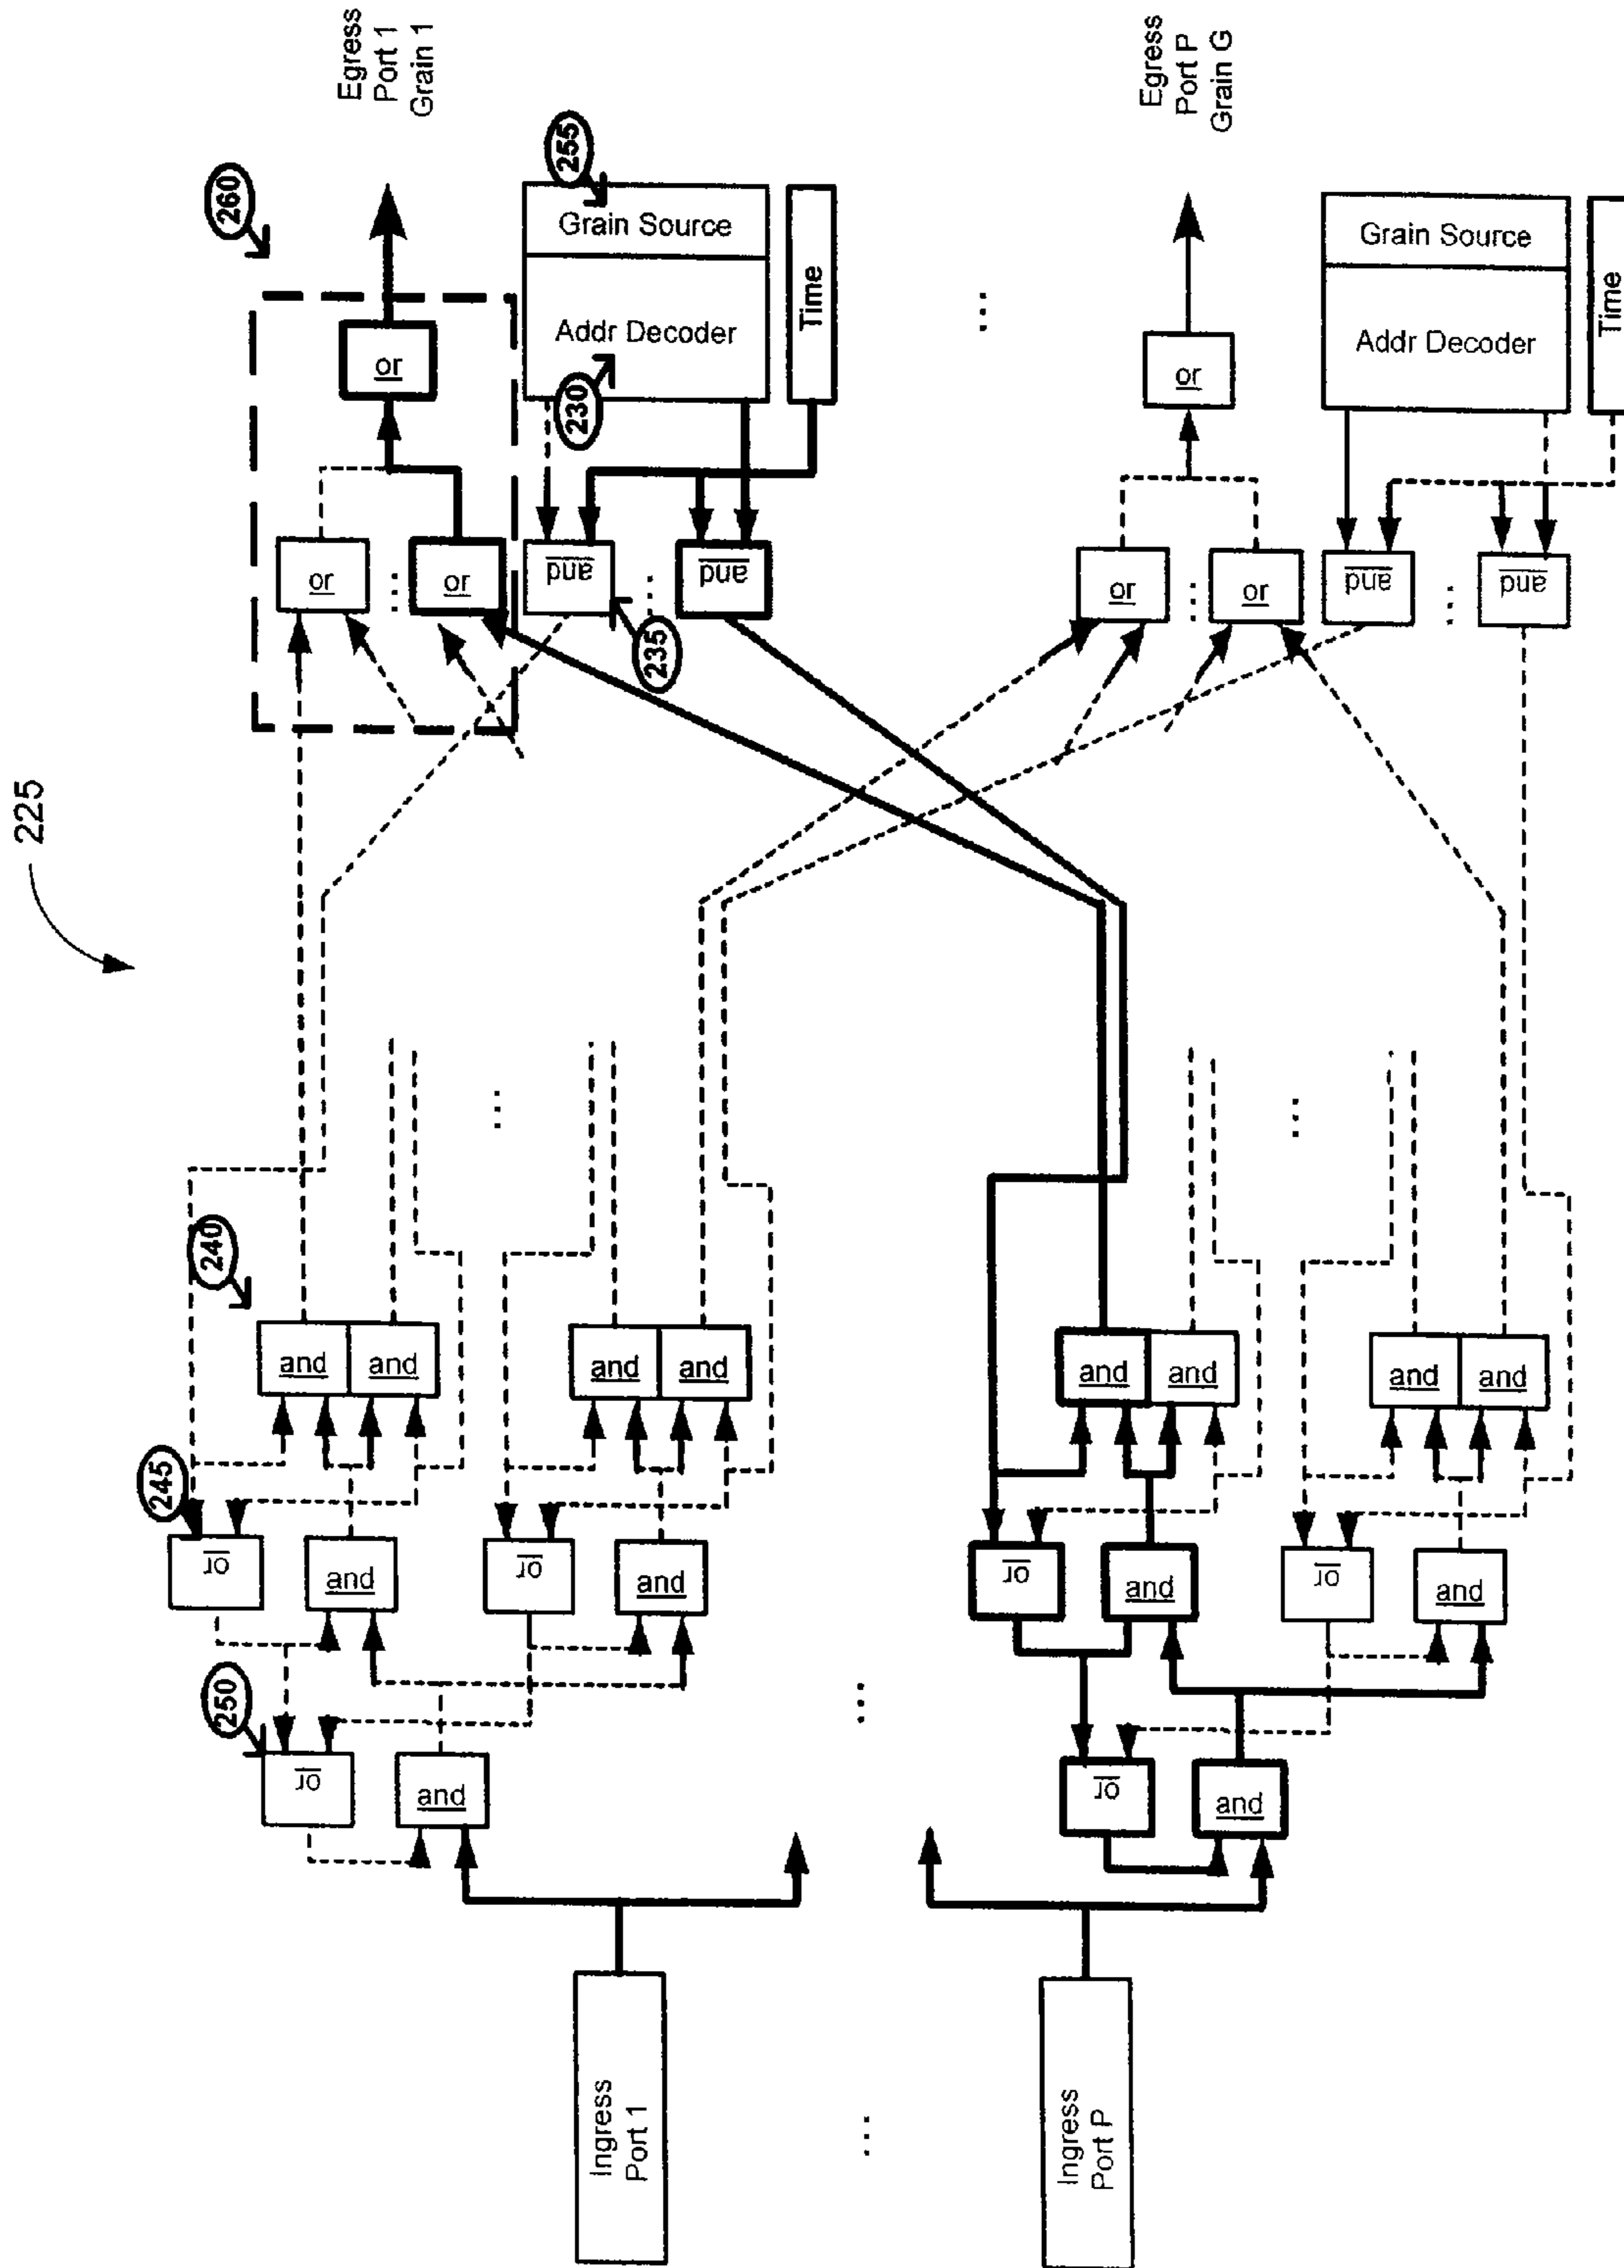 225
Egress
Port 1
Grain 1
260
or
or
...
or
255
Grain Source
Addr Decoder
230
Time
and
...
and
235
...
Egress
Port P
Grain G
or
or
...
or
Grain Source
Addr Decoder
Time
and
...
and
240
and
and
...
and
and
245
or
and
or
and
250
or
and
...
and
and
...
and
and
or
and
or
and
or
and
Ingress
Port 1
...
Ingress
Port P